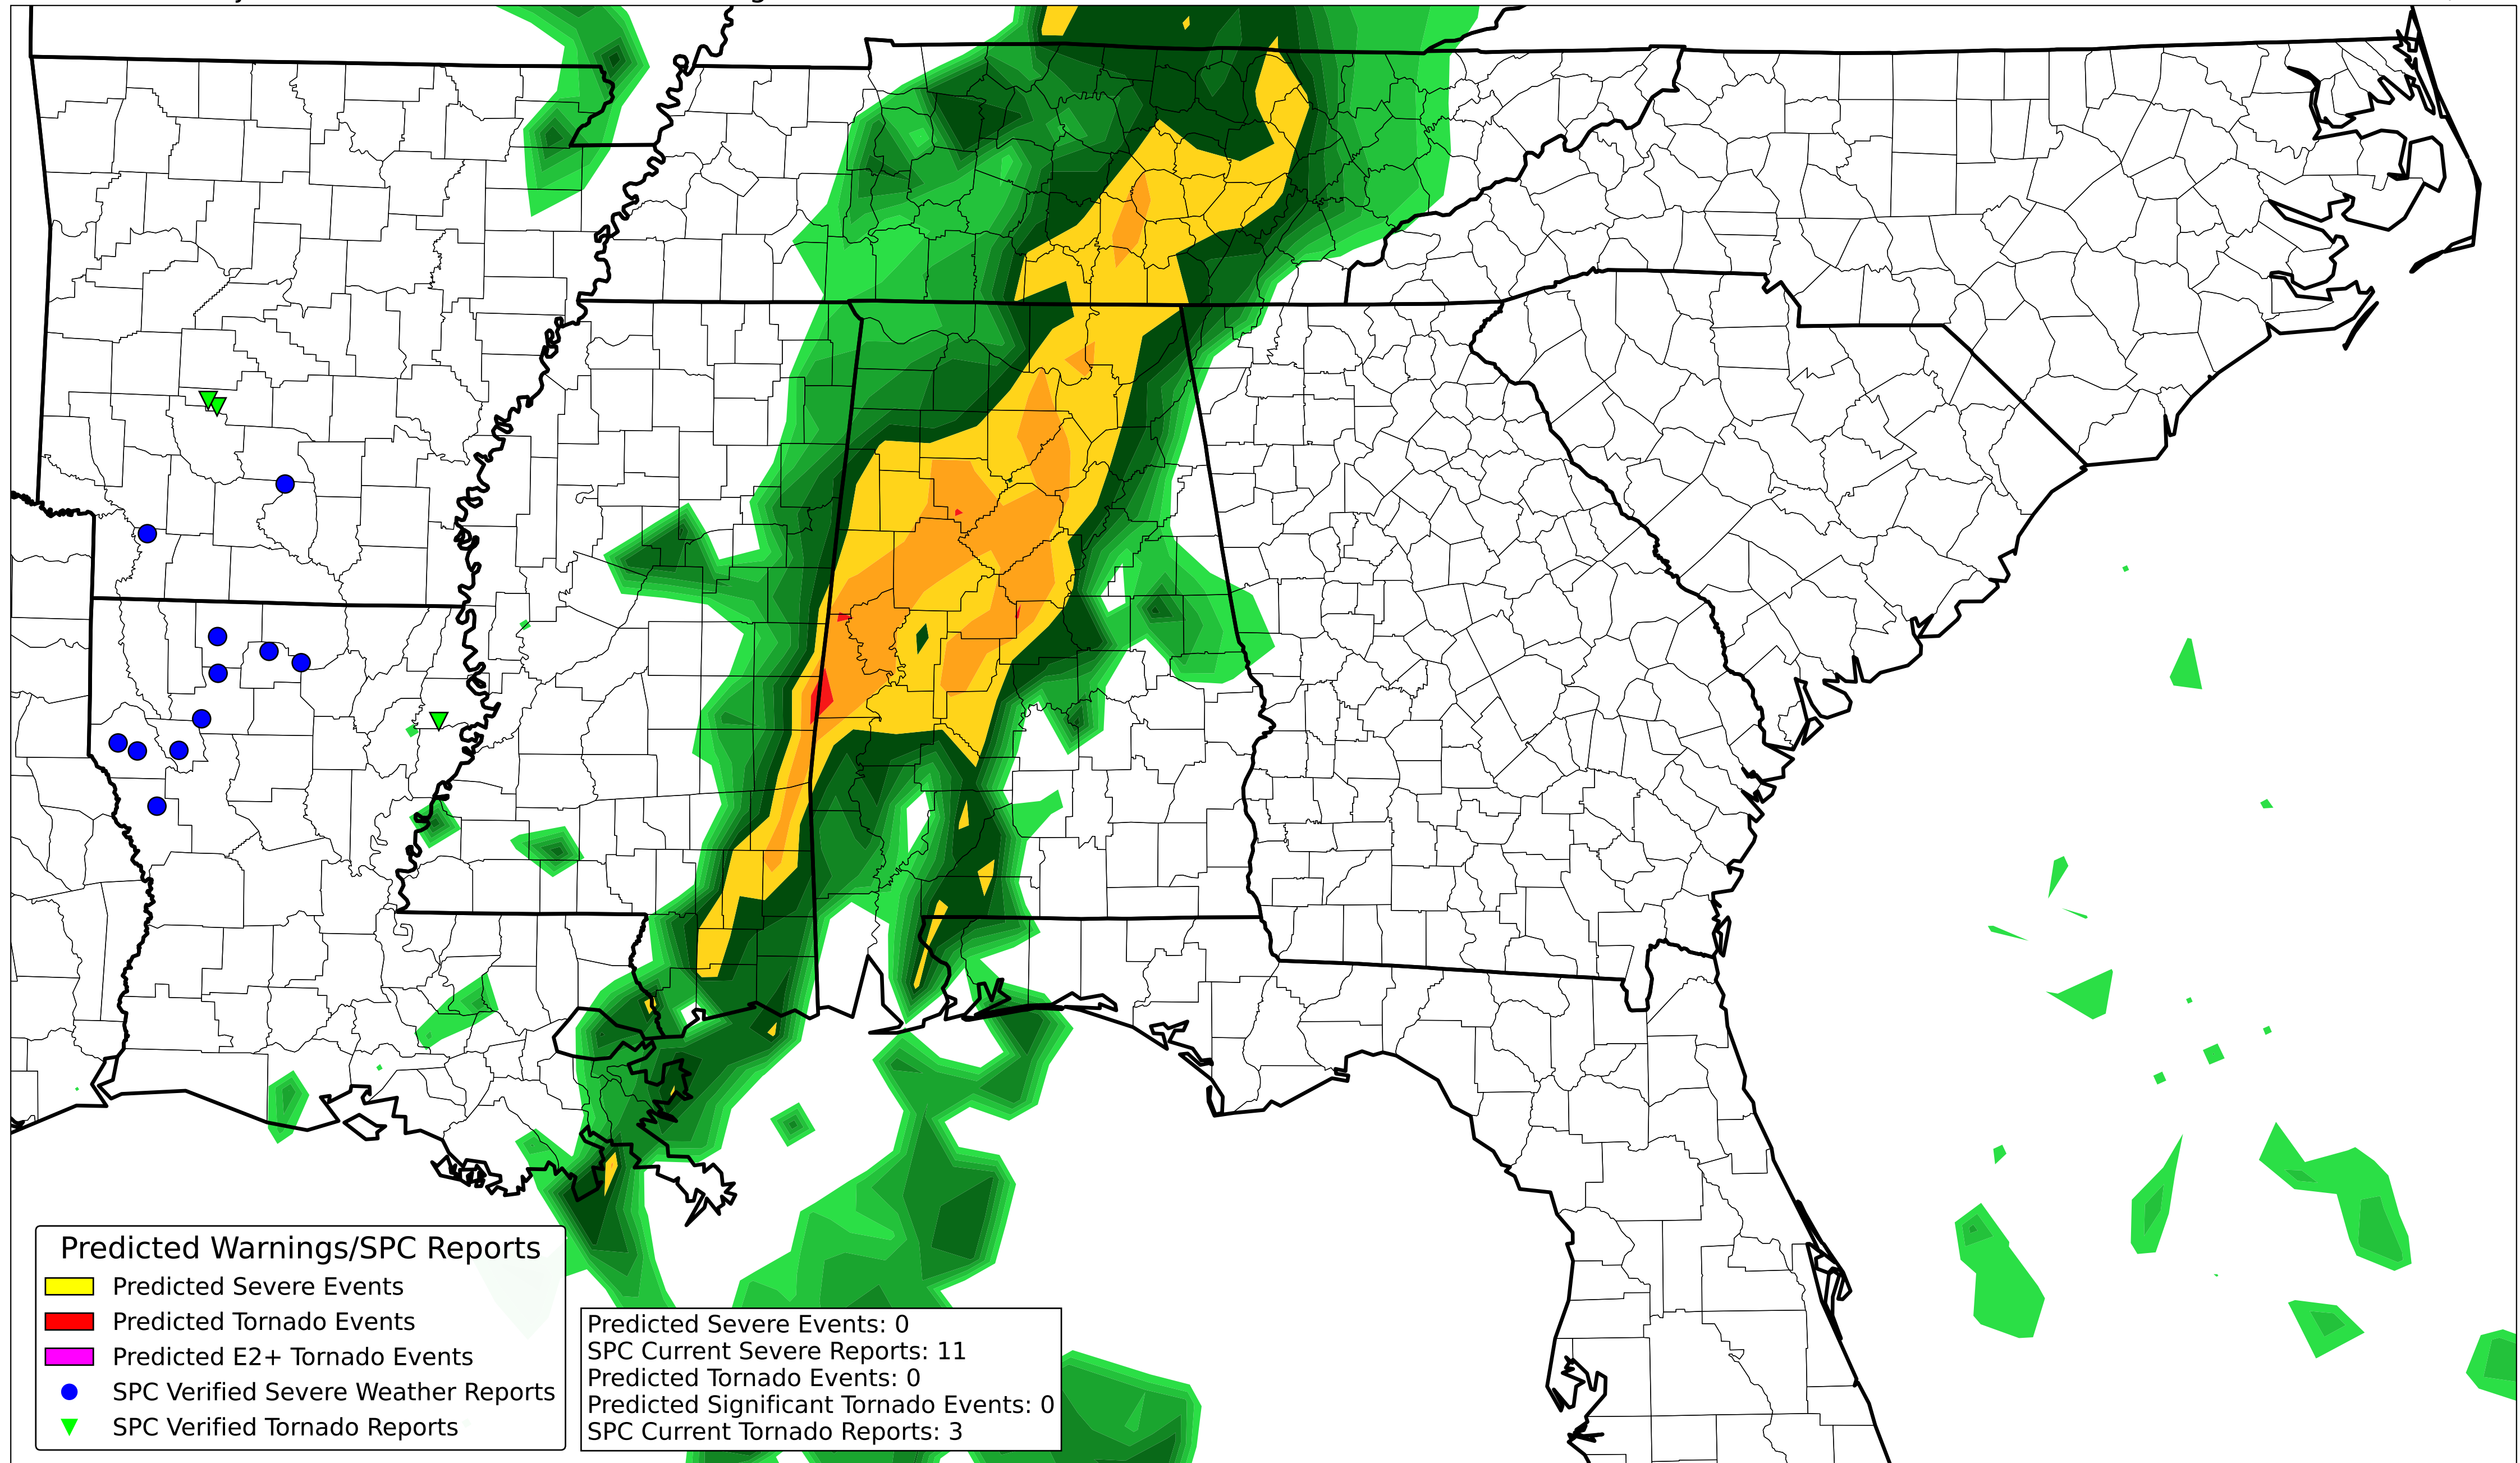 Predicted Warnings/SPC Reports
Predicted Severe Events
Predicted Tornado Events
Predicted E2+ Tornado Events
SPC Verified Severe Weather Reports
SPC Verified Tornado Reports
Predicted Severe Events: 0
SPC Current Severe Reports: 11
Predicted Tornado Events: 0
Predicted Significant Tornado Events: 0
SPC Current Tornado Reports: 3